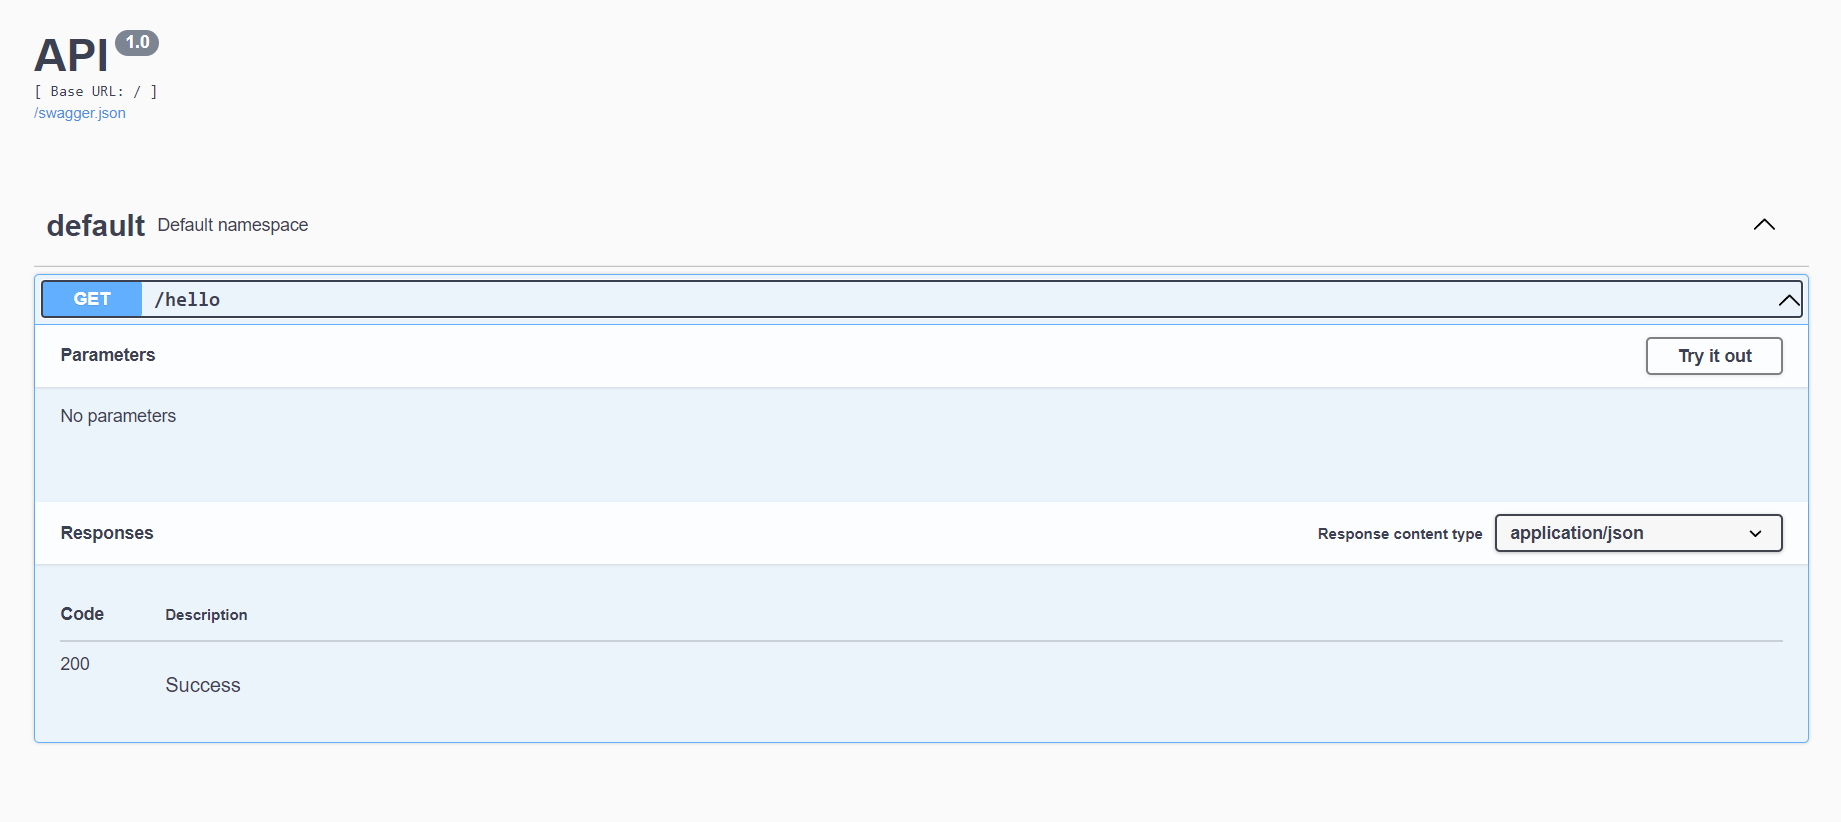 API 1.0
[ Base URL: / ]
/swagger.json
default Default namespace
GET /hello
Parameters Try it out
No parameters
Responses Response content type application/json
Code Description
200
Success